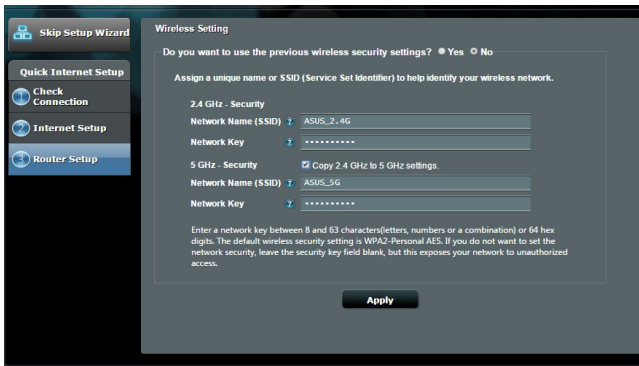 Skip Setup Wizard
Quick Internet Setup
1 Check Connection
2 Internet Setup
3 Router Setup
Wireless Setting
Do you want to use the previous wireless security settings? Yes No
Assign a unique name or SSID (Service Set Identifier) to help identify your wireless network.
2.4 GHz - Security
Network Name (SSID) ? ASUS_2.4G
Network Key ? ••••••••••
5 GHz - Security Copy 2.4 GHz to 5 GHz settings.
Network Name (SSID) ? ASUS_5G
Network Key ? ••••••••••
Enter a network key between 8 and 63 characters(letters, numbers or a combination) or 64 hex
digits. The default wireless security setting is WPA2-Personal AES. If you do not want to set the
network security, leave the security key field blank, but this exposes your network to unauthorized
access.
Apply